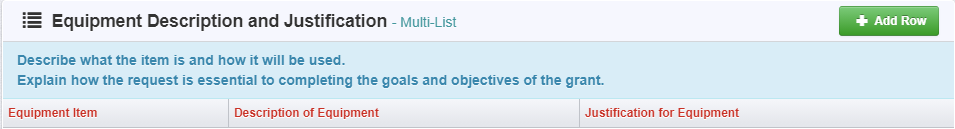 Equipment Description and Justification - Multi-List
Add Row
Describe what the item is and how it will be used.
Explain how the request is essential to completing the goals and objectives of the grant.
Equipment Item Description of Equipment Justification for Equipment